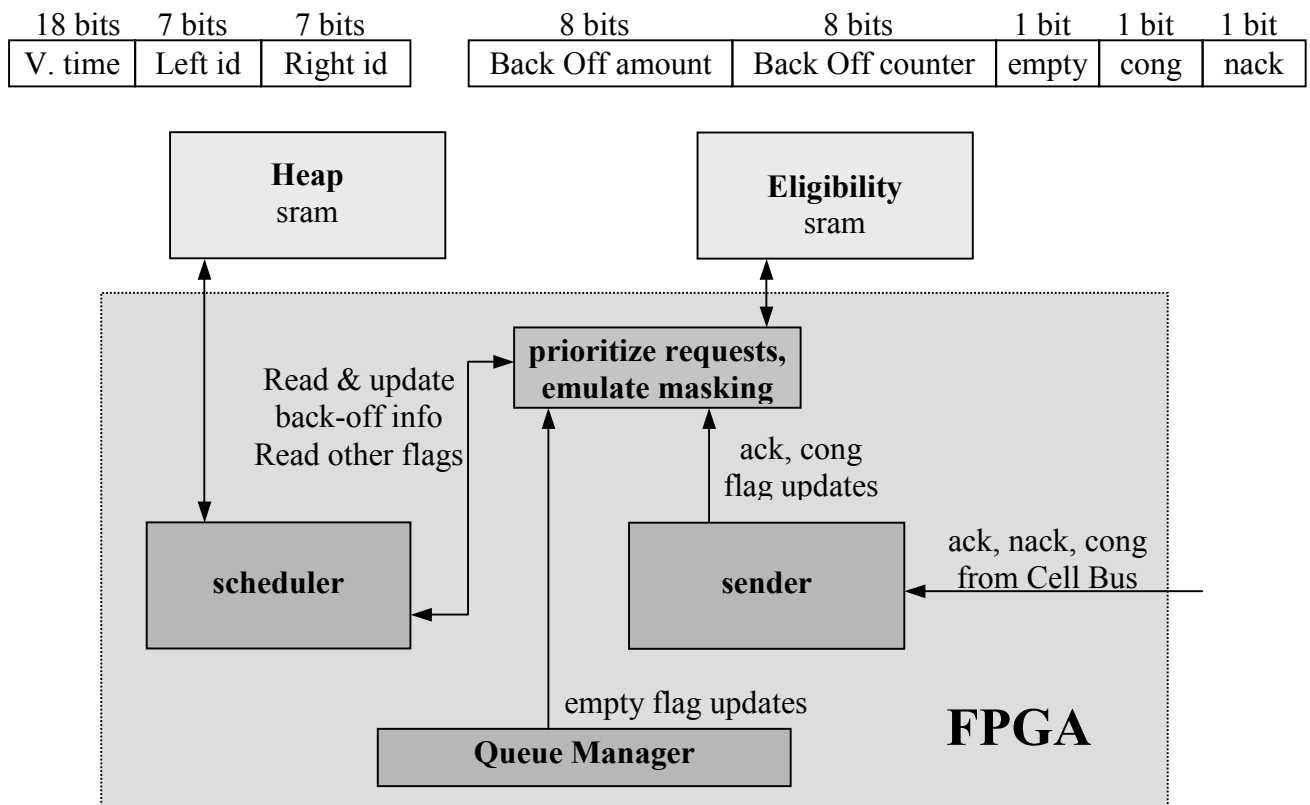 18 bits 7 bits 7 bits 8 bits 8 bits 1 bit 1 bit 1 bit
V. time Left id Right id Back Off amount Back Off counter empty cong nack
Heap
sram
Eligibility
sram
prioritize requests,
emulate masking
Read & update
back-off info
Read other flags
ack, cong
flag updates
scheduler
sender
ack, nack, cong
from Cell Bus
empty flag updates
FPGA
Queue Manager